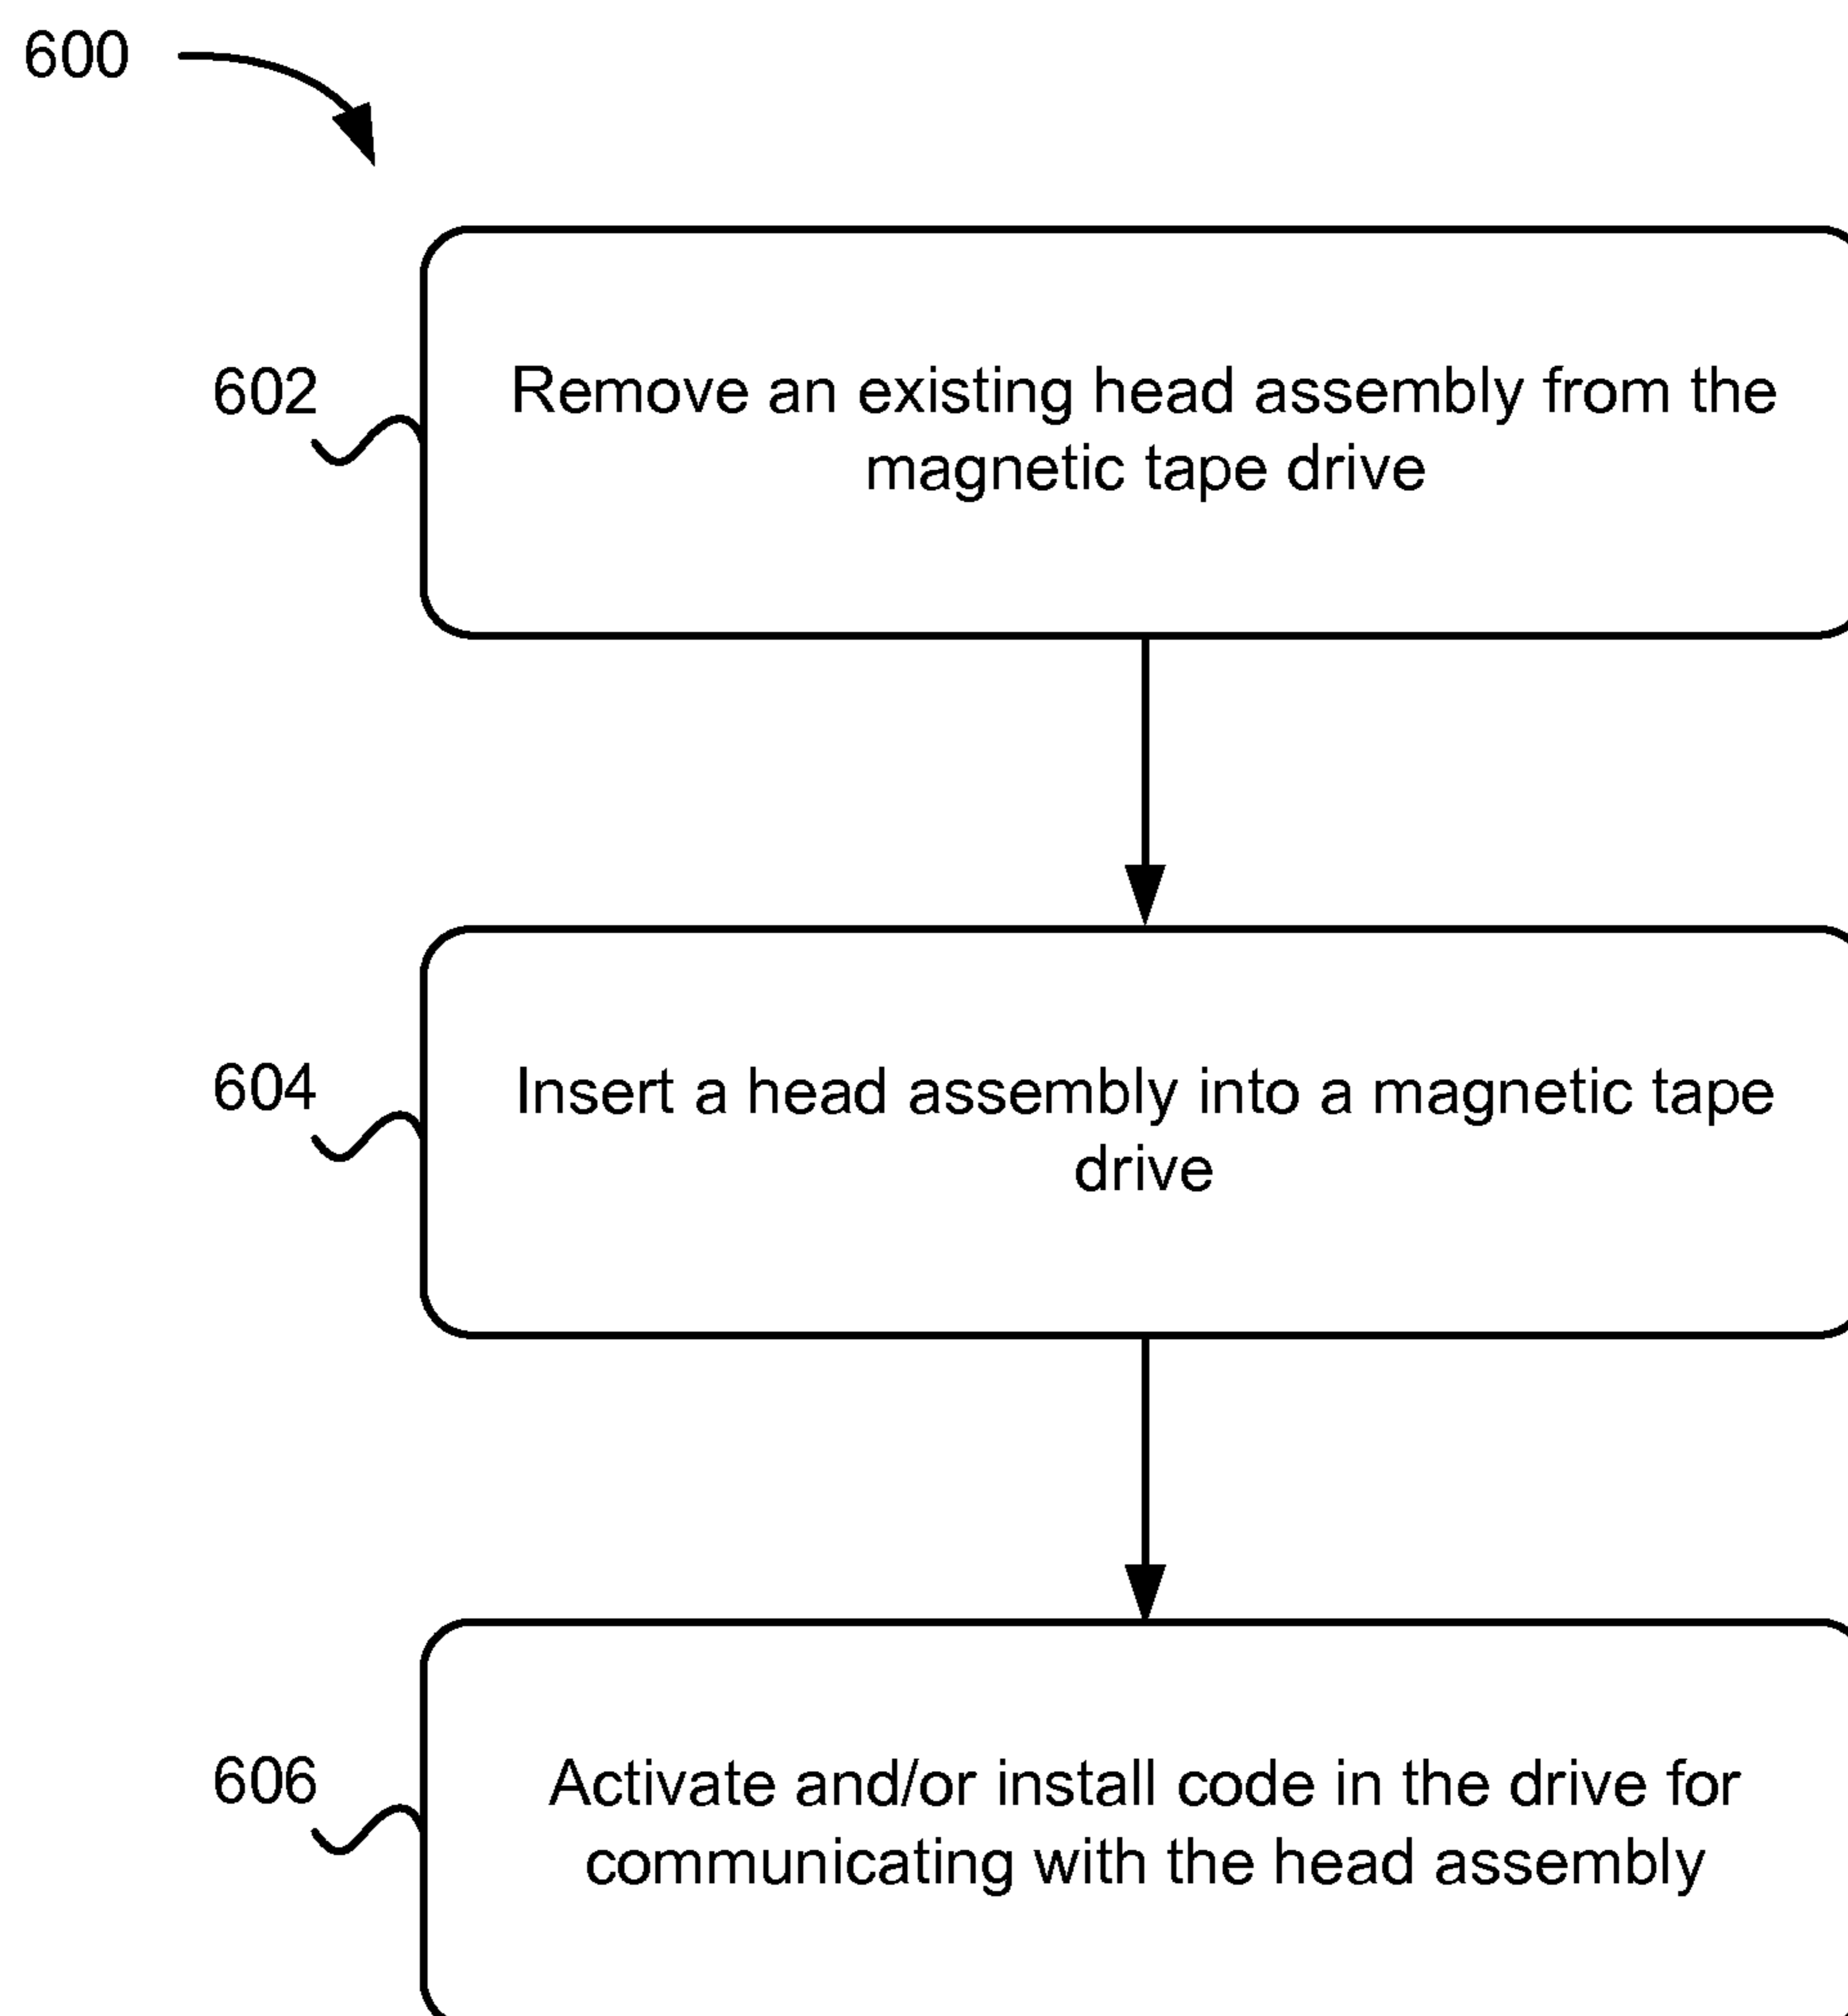 600
602
Remove an existing head assembly from the
magnetic tape drive
604
Insert a head assembly into a magnetic tape
drive
606
Activate and/or install code in the drive for
communicating with the head assembly